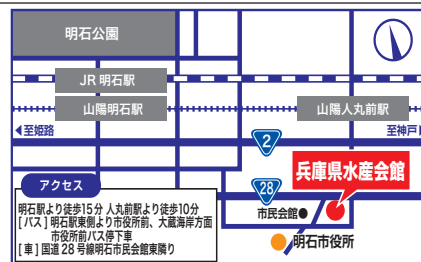 明石公園
JR 明石駅
山陽明石駅
山陽人丸前駅
◀至姫路
至神戸▶
2
兵庫県水産会館
28
アクセス
市民会館●
明石市役所
明石駅より徒歩15分 人丸前駅より徒歩10分
[バス] 明石駅東側より市役所前、大蔵海岸方面
市役所前バス停下車
[車] 国道28号線明石市民会館東隣り